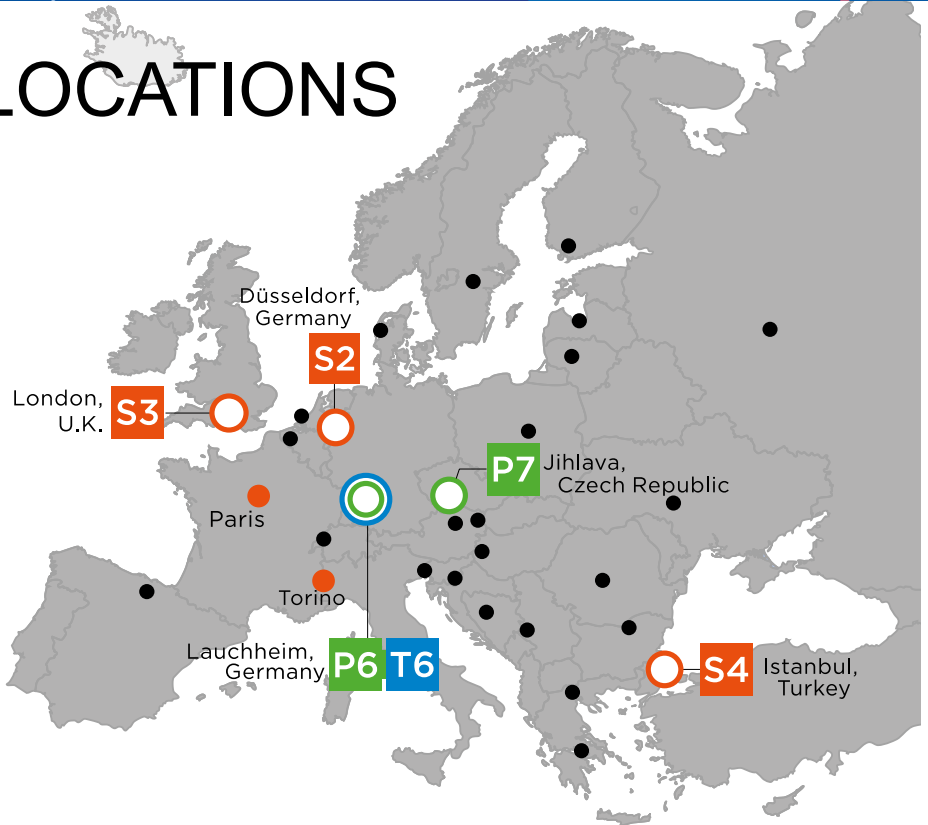 LOCATIONS
Düsseldorf,
Germany
S2
London,
U.K.
S3
P7
Jihlava,
Czech Republic
Paris
Torino
Lauchheim,
Germany
P6
T6
S4
Istanbul,
Turkey